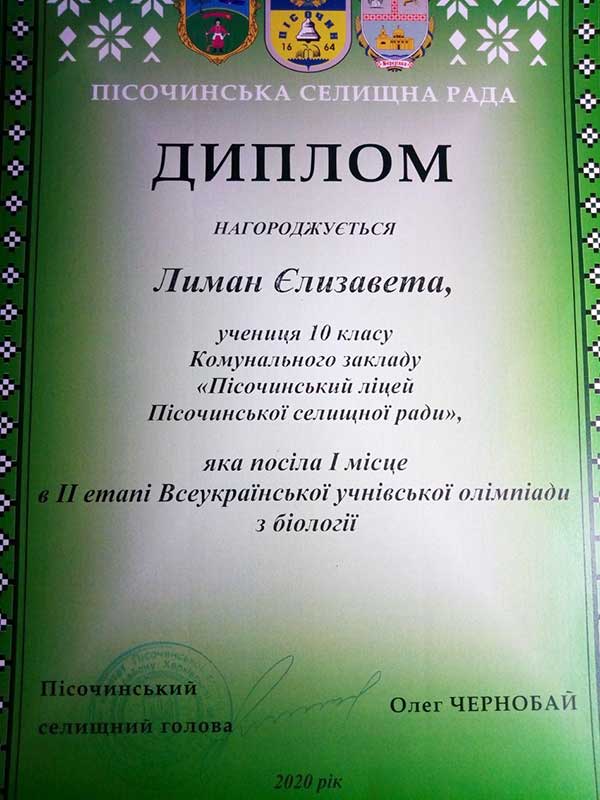 ПІСОЧИН
16 64
ПІСОЧИНСЬКА СЕЛИЩНА РАДА
ДИПЛОМ
НАГОРОДЖУЄТЬСЯ
Лиман Єлизавета,
учениця 10 класу
Комунального закладу
«Пісочинський ліцей
Пісочинської селищної ради»,
яка посіла І місце
в ІІ етапі Всеукраїнської учнівської олімпіади
з біології
Пісочинський
селищний голова
Олег ЧЕРНОБАЙ
2020 рік